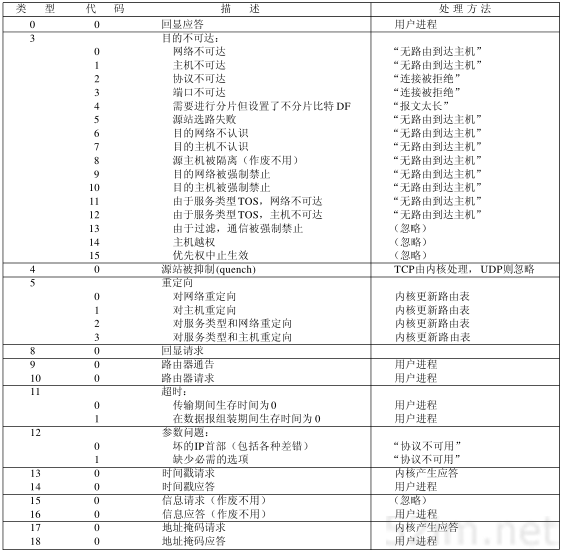 类 型 代 码 描 述 处理方法
0 0 回显应答 用户进程
3 目的不可达：
0 网络不可达 “无路由到达主机”
1 主机不可达 “无路由到达主机”
2 协议不可达 “连接被拒绝”
3 端口不可达 “连接被拒绝”
4 需要进行分片但设置了不分片比特 DF “报文太长”
5 源站选路失败 “无路由到达主机”
6 目的网络不认识 “无路由到达主机”
7 目的主机不认识 “无路由到达主机”
8 源主机被隔离（作废不用） “无路由到达主机”
9 目的网络被强制禁止 “无路由到达主机”
10 目的主机被强制禁止 “无路由到达主机”
11 由于服务类型TOS，网络不可达 “无路由到达主机”
12 由于服务类型TOS，主机不可达 “无路由到达主机”
13 由于过滤，通信被强制禁止 （忽略）
14 主机越权 （忽略）
15 优先权中止生效 （忽略）
4 0 源站被抑制(quench) TCP由内核处理，UDP则忽略
5 重定向
0 对网络重定向 内核更新路由表
1 对主机重定向 内核更新路由表
2 对服务类型和网络重定向 内核更新路由表
3 对服务类型和主机重定向 内核更新路由表
8 0 回显请求
9 0 路由器通告 用户进程
10 0 路由器请求 用户进程
11 超时：
0 传输期间生存时间为0 用户进程
1 在数据报组装期间生存时间为0 用户进程
12 参数问题：
0 坏的IP首部（包括各种差错） “协议不可用”
1 缺少必需的选项 “协议不可用”
13 0 时间戳请求 内核产生应答
14 0 时间戳应答 用户进程
15 0 信息请求（作废不用） （忽略）
16 0 信息应答（作废不用） 用户进程
17 0 地址掩码请求 内核产生应答
18 0 地址掩码应答 用户进程